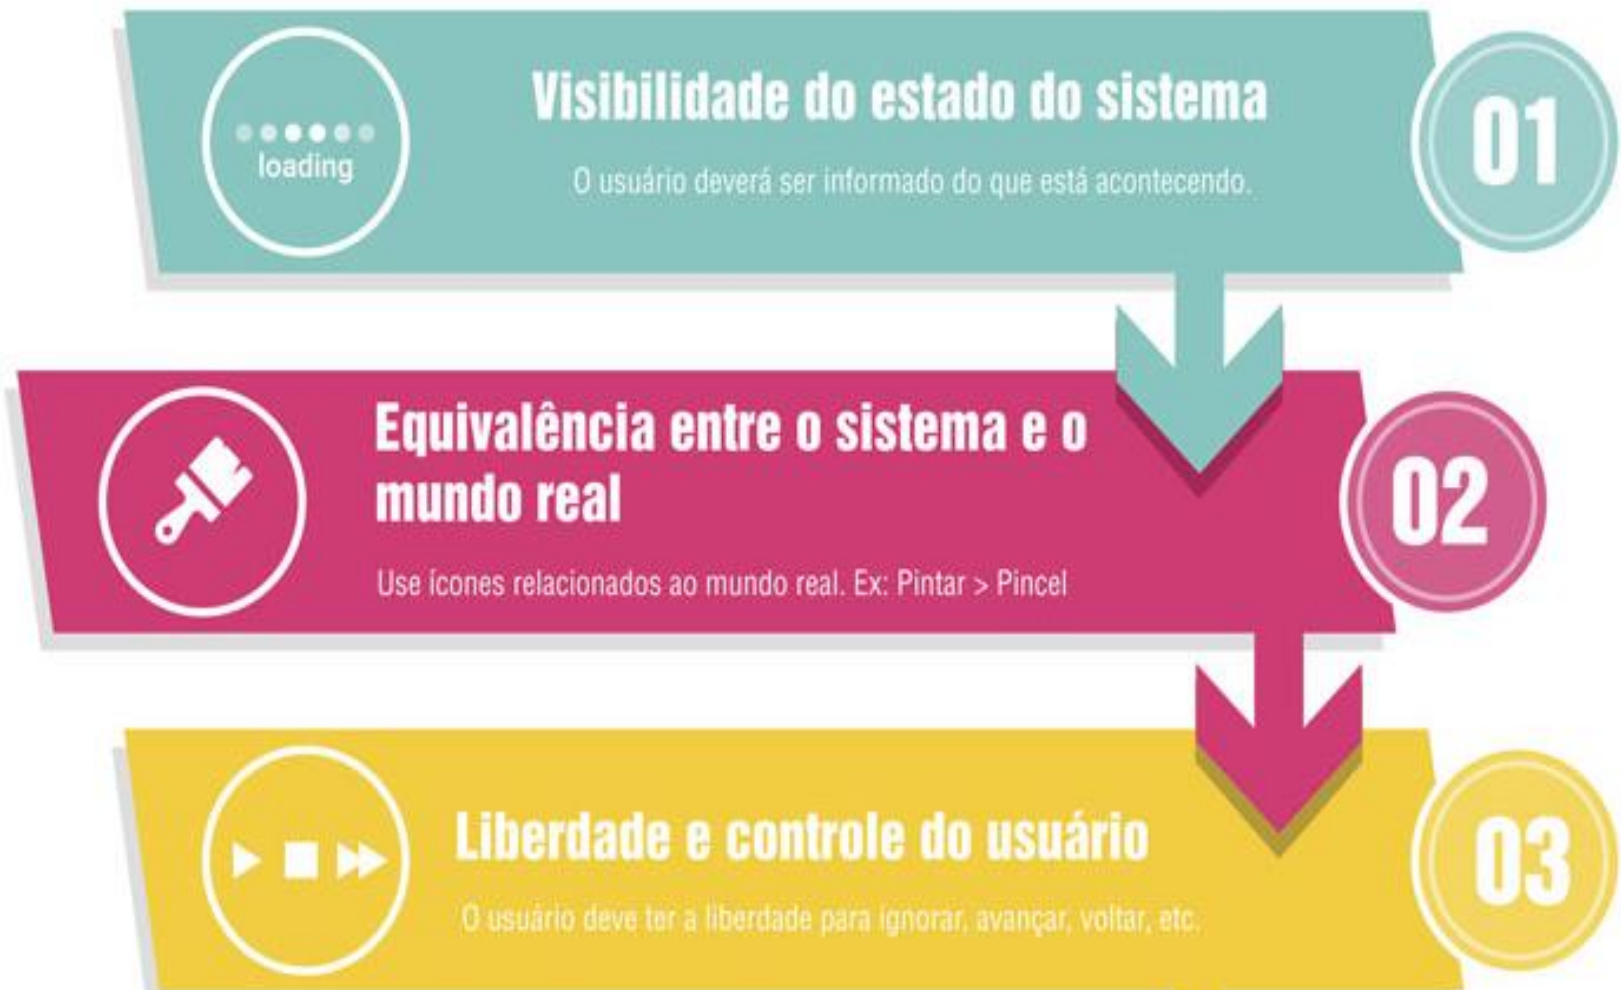 loading
Visibilidade do estado do sistema
O usuário deverá ser informado do que está acontecendo.
01
Equivalência entre o sistema e o
mundo real
Use ícones relacionados ao mundo real. Ex: Pintar > Pincel
02
Liberdade e controle do usuário
O usuário deve ter a liberdade para ignorar, avançar, voltar, etc.
03